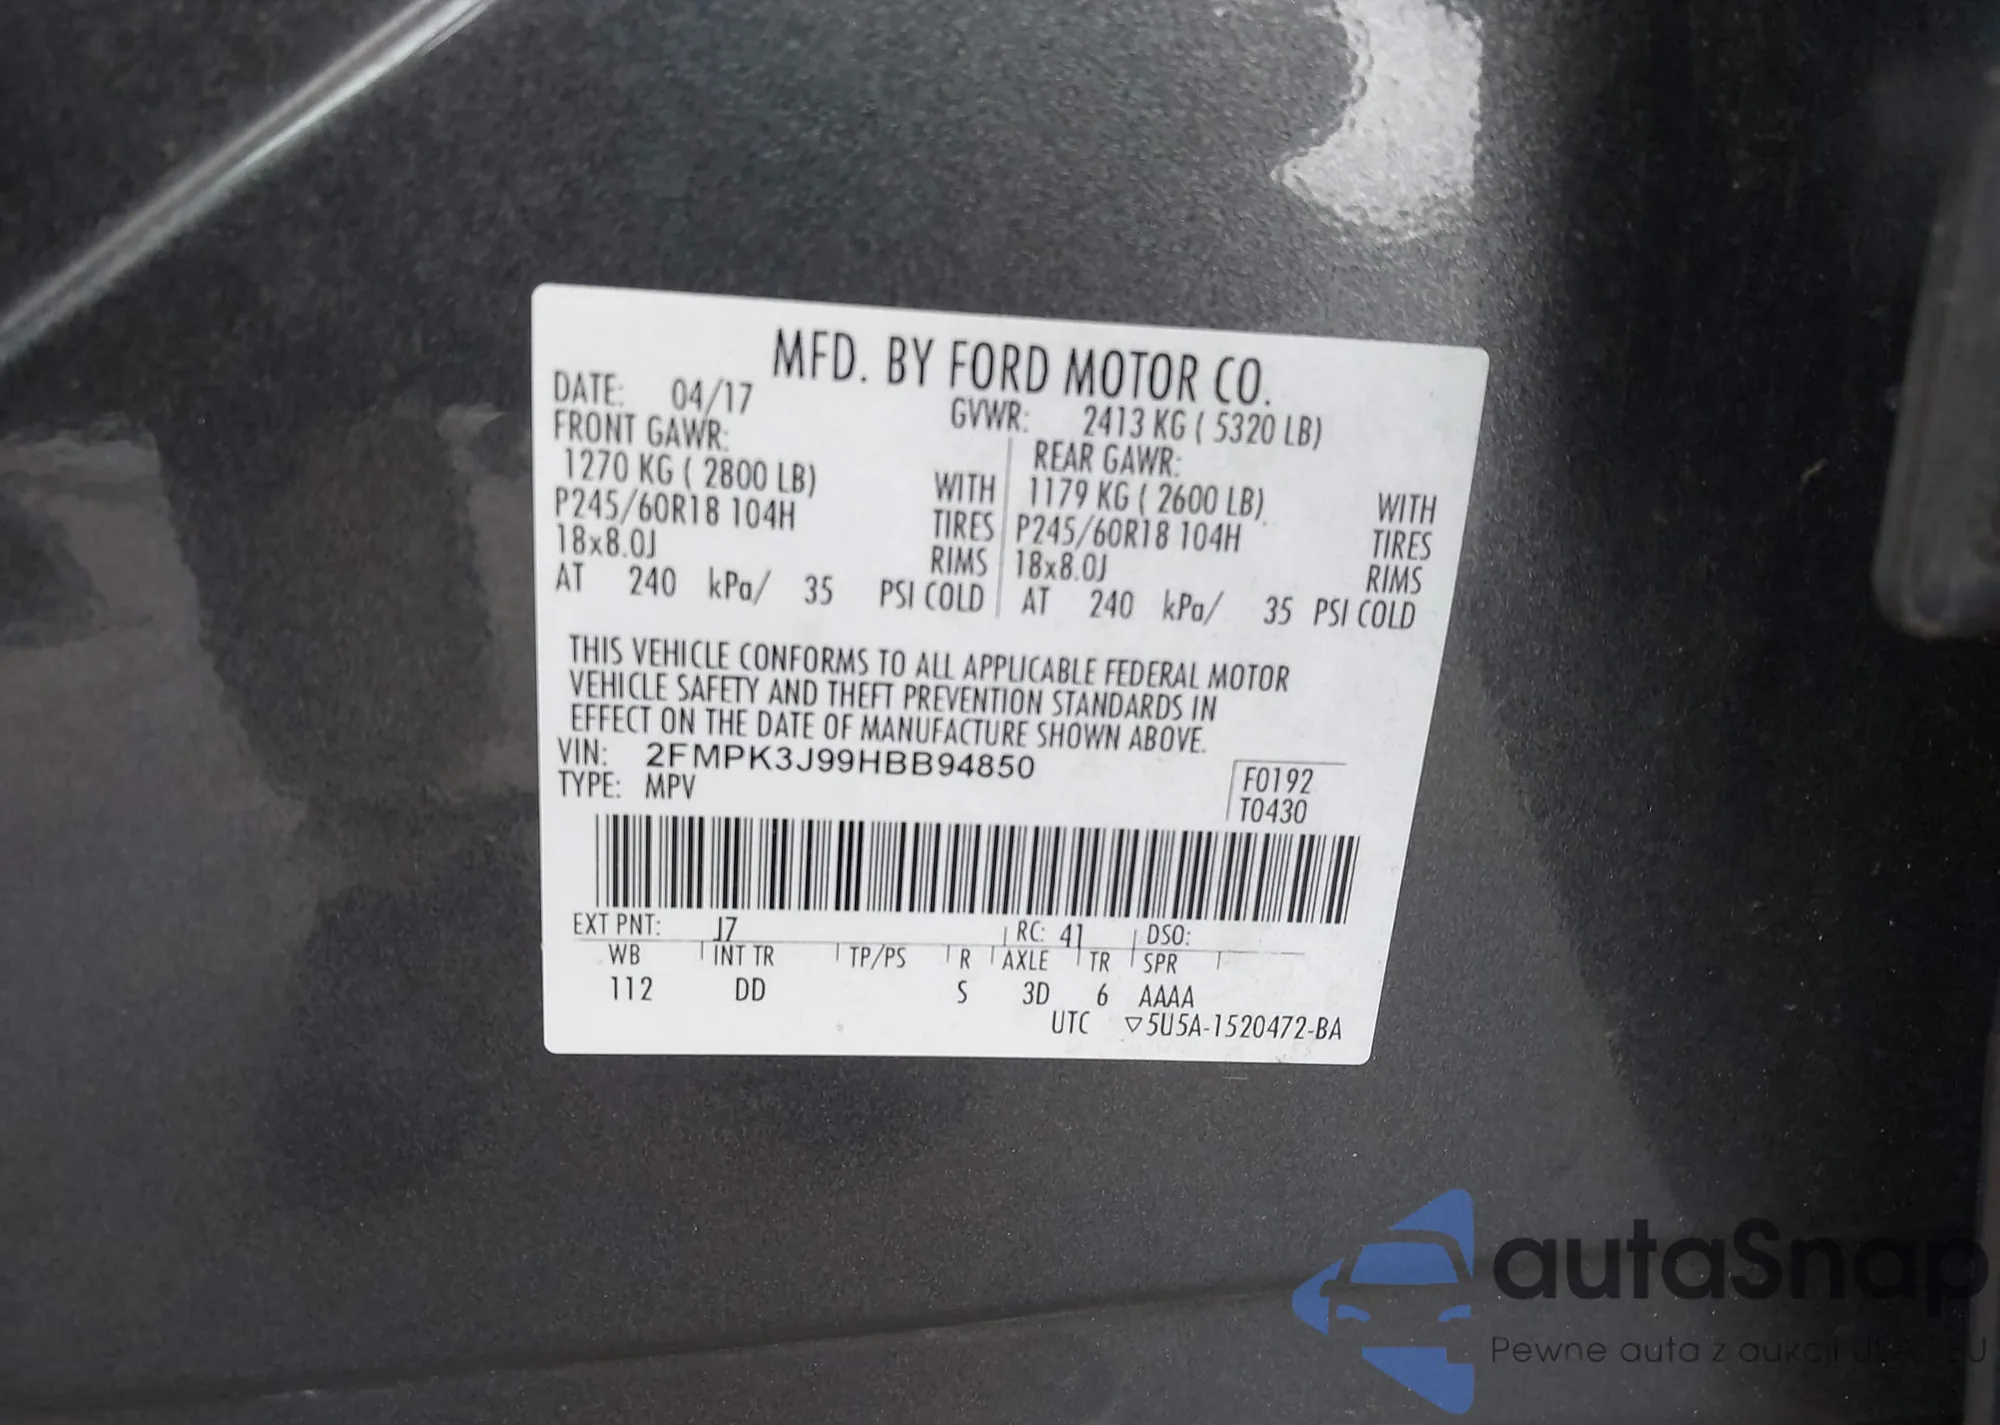 MFD. BY FORD MOTOR CO.
DATE: 04/17 GVWR: 2413 KG ( 5320 LB)
FRONT GAWR: REAR GAWR:
1270 KG ( 2800 LB) WITH 1179 KG ( 2600 LB) WITH
P245/60R18 104H TIRES P245/60R18 104H TIRES
18x8.0J RIMS 18x8.0J RIMS
AT 240 kPa/ 35 PSI COLD AT 240 kPa/ 35 PSI COLD
THIS VEHICLE CONFORMS TO ALL APPLICABLE FEDERAL MOTOR
VEHICLE SAFETY AND THEFT PREVENTION STANDARDS IN
EFFECT ON THE DATE OF MANUFACTURE SHOWN ABOVE.
VIN: 2FMPK3J99HBB94850
TYPE: MPV
F0192
T0430
EXT PNT: J7 RC: 41 DSO:
WB INT TR TP/PS R AXLE TR SPR
112 DD S 3D 6 AAAA
UTC ▽5U5A-1520472-BA
autaSnap
Pewne auta z aukcji USA EU